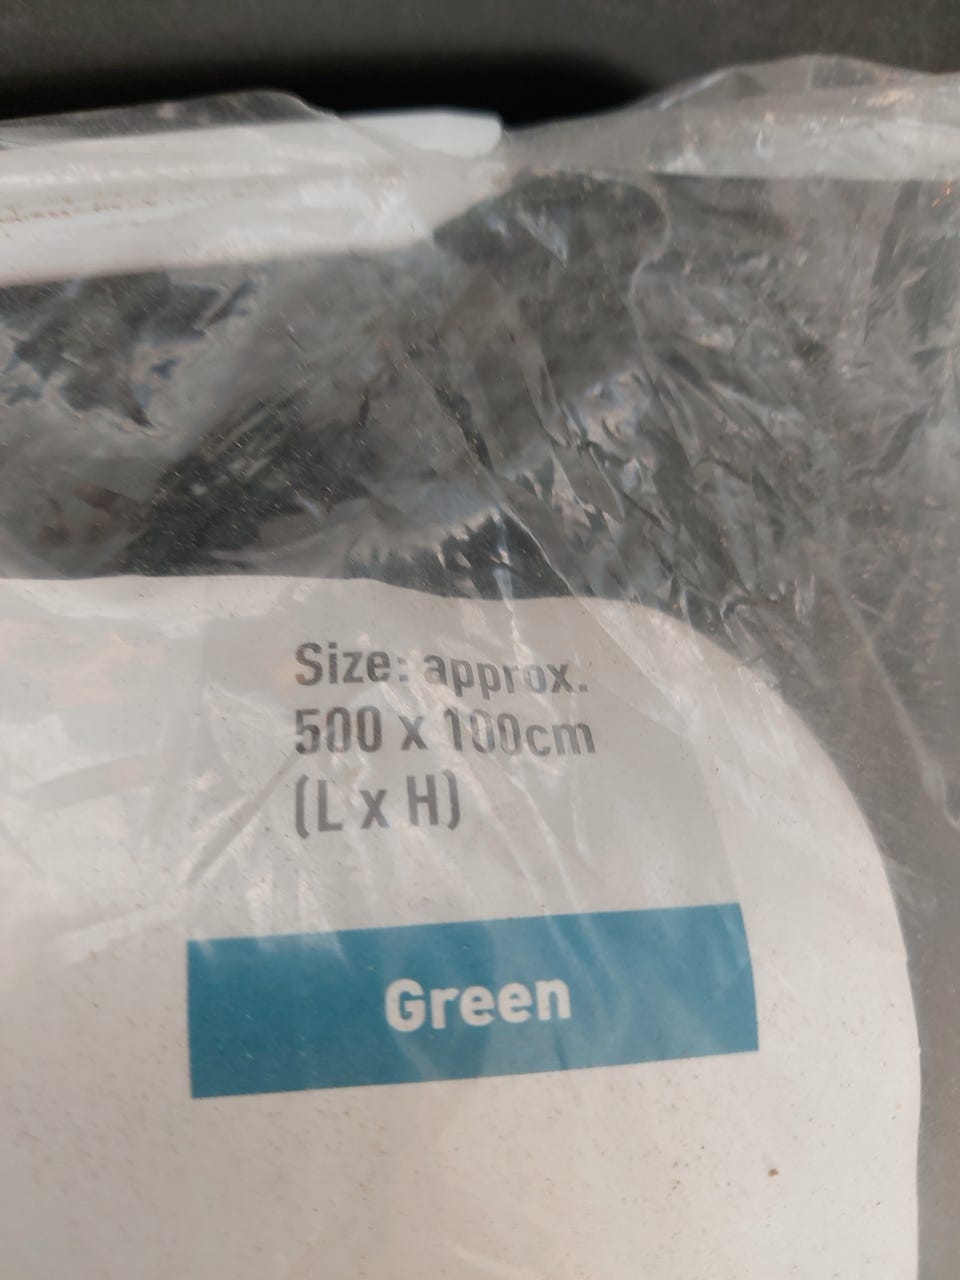 Size: approx.
500 x 100cm
(L x H)
Green